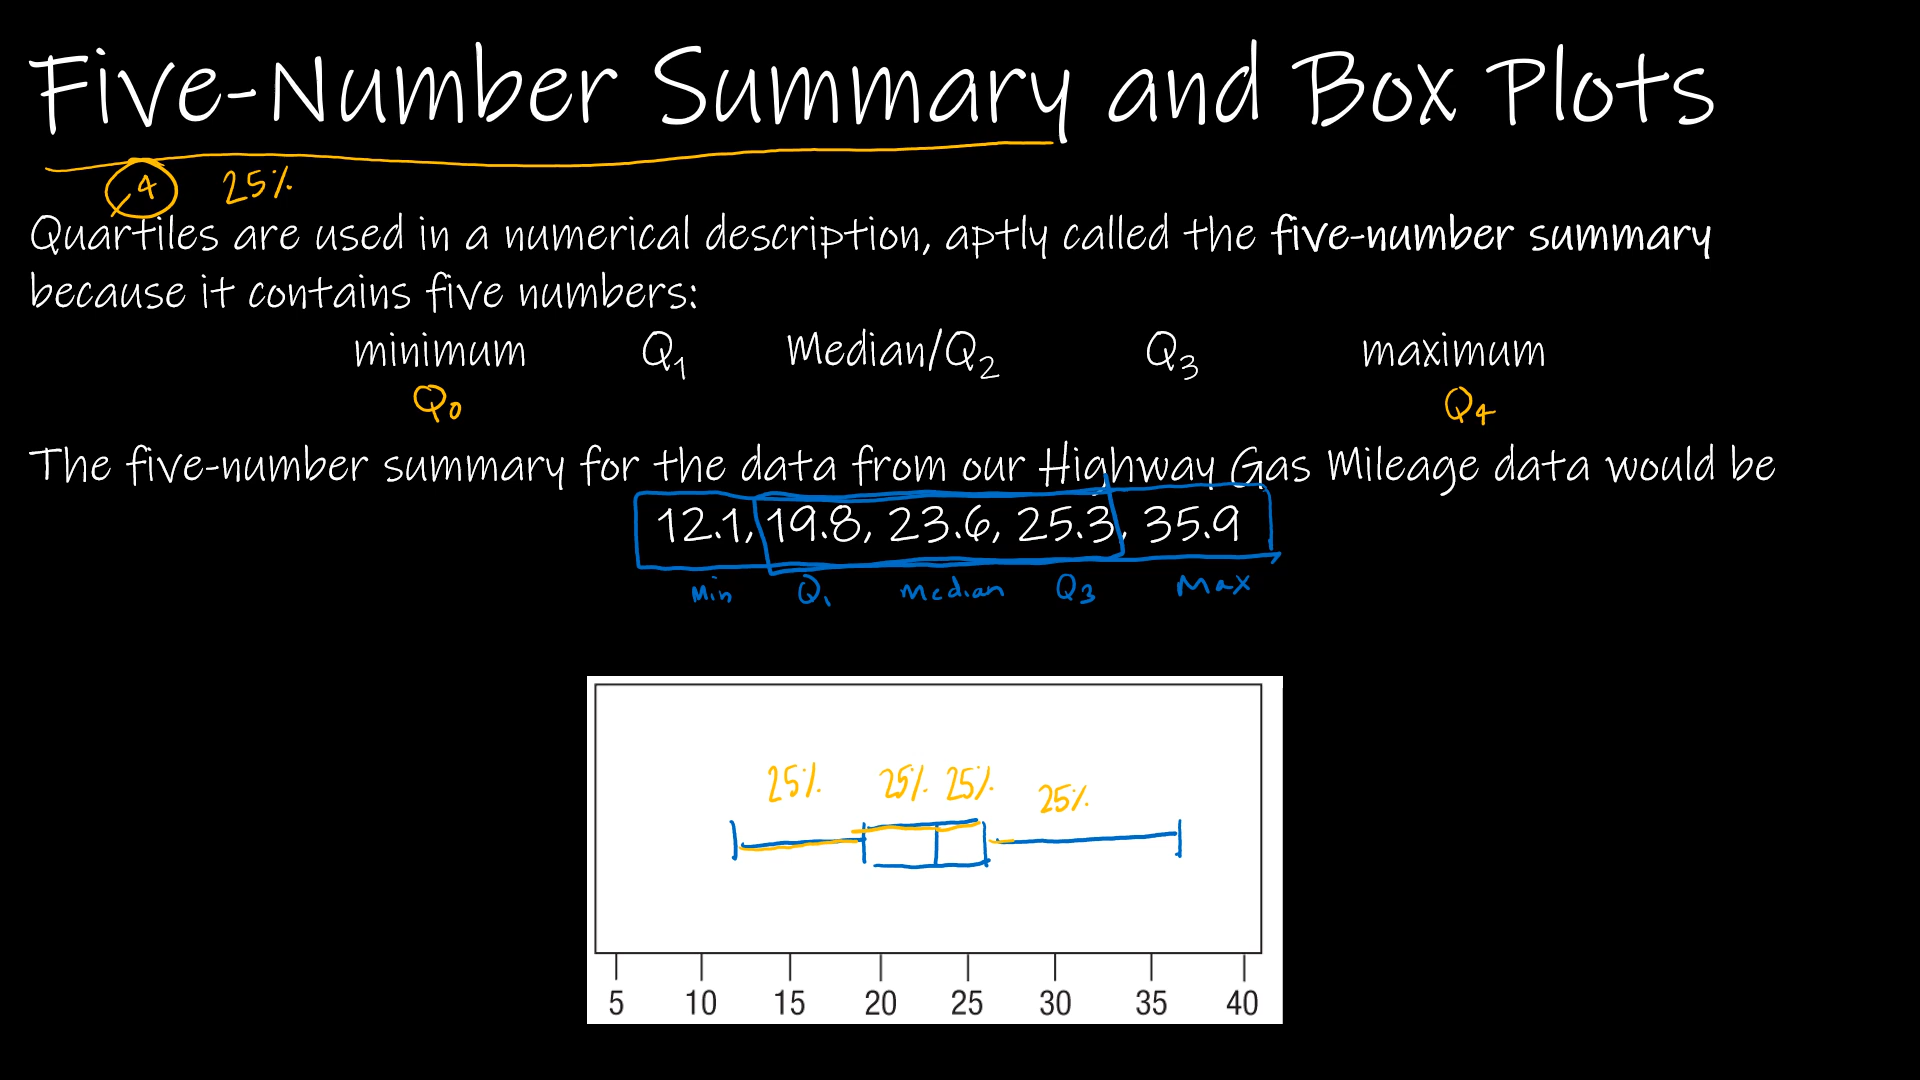 Five-Number Summary and Box Plots
4 25%
Quartiles are used in a numerical description, aptly called the five-number summary
because it contains five numbers:
minimum Q1 Median/Q2 Q3 maximum
Q0 Q4
The five-number summary for the data from our Highway Gas Mileage data would be
12.1, 19.8, 23.6, 25.3, 35.9
Min Q1 Median Q3 Max
25% 25% 25% 25%
5 10 15 20 25 30 35 40